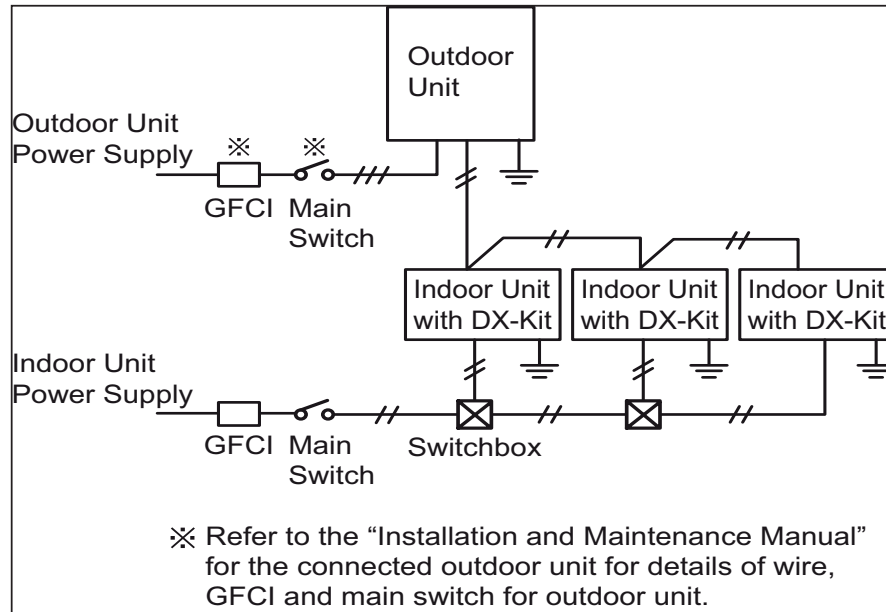 Outdoor
Unit
Outdoor Unit
Power Supply
※ ※
GFCI Main
Switch
Indoor Unit
with DX-Kit
Indoor Unit
with DX-Kit
Indoor Unit
with DX-Kit
Indoor Unit
Power Supply
GFCI Main
Switch
Switchbox
※ Refer to the “Installation and Maintenance Manual”
for the connected outdoor unit for details of wire,
GFCI and main switch for outdoor unit.